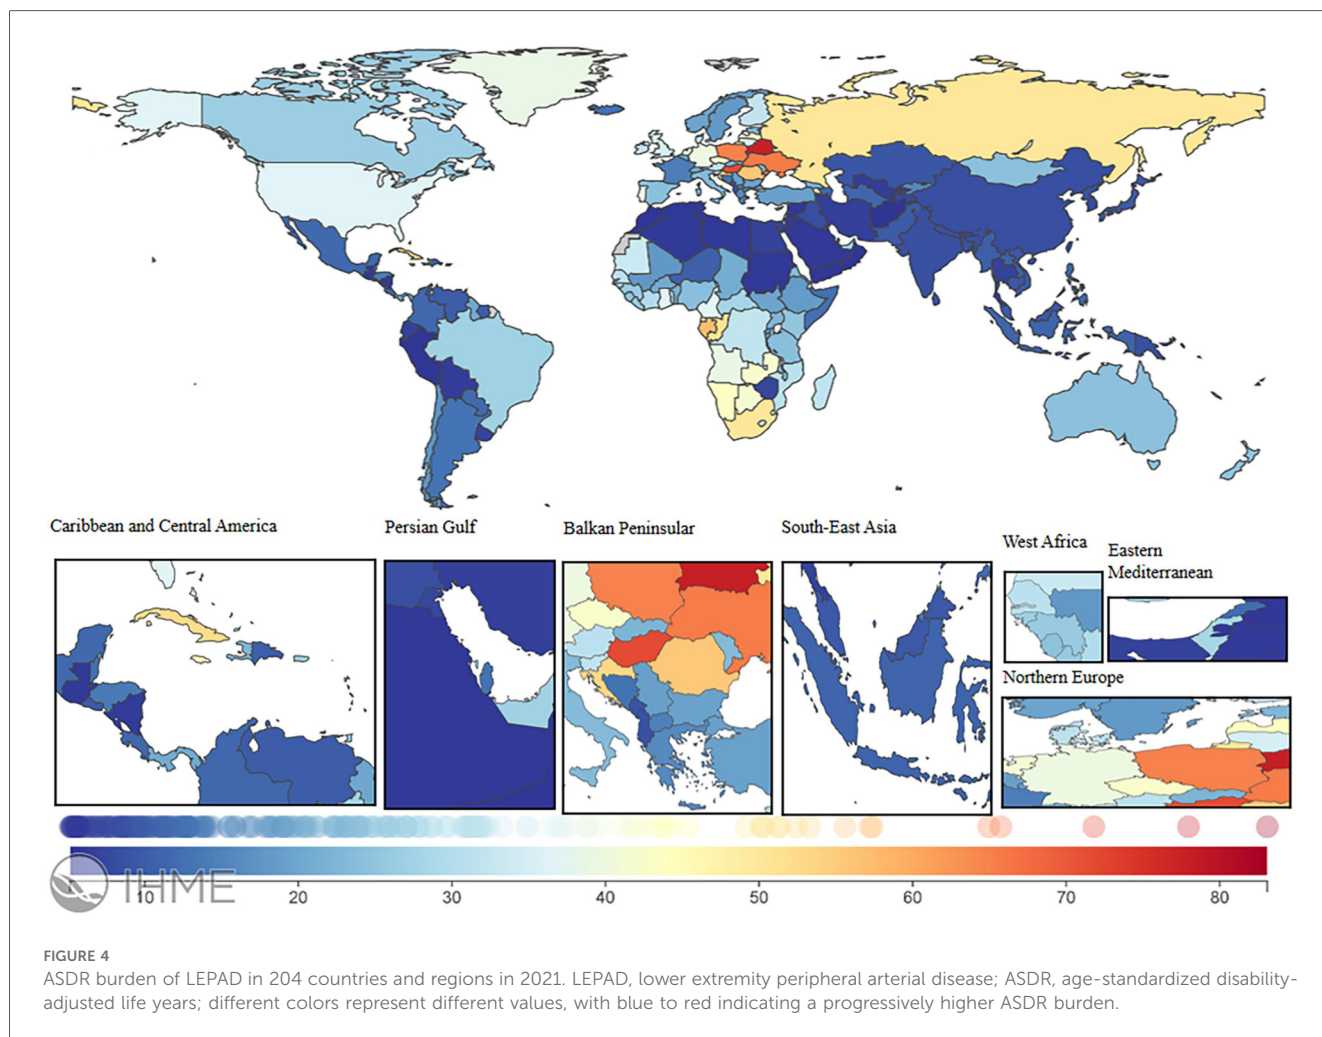 Caribbean and Central America
Persian Gulf
Balkan Peninsular
South-East Asia
West Africa
Eastern
Mediterranean
Northern Europe
IHME
10 20 30 40 50 60 70 80
FIGURE 4
ASDR burden of LEPAD in 204 countries and regions in 2021. LEPAD, lower extremity peripheral arterial disease; ASDR, age-standardized disability-
adjusted life years; different colors represent different values, with blue to red indicating a progressively higher ASDR burden.